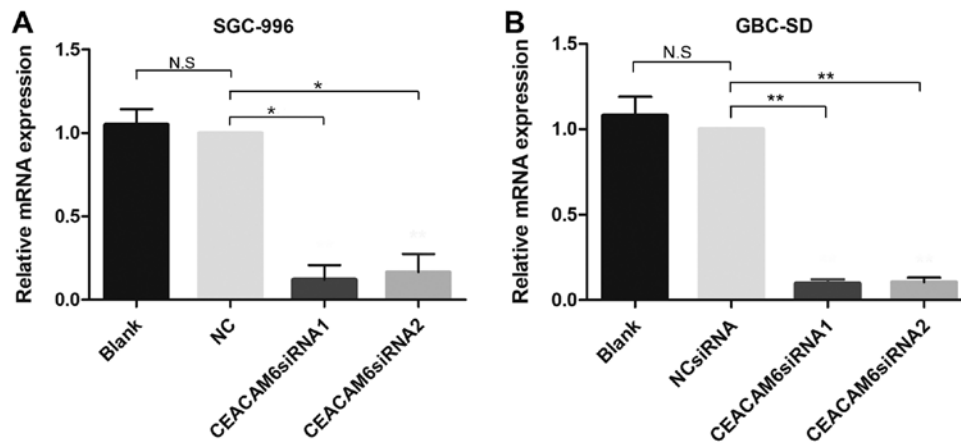 A
SGC-996
Relative mRNA expression
1.5
1.0
0.5
0.0
N.S
*
*
**
Blank
NC
CEACAM6siRNA1
CEACAM6siRNA2
B
GBC-SD
Relative mRNA expression
1.5
1.0
0.5
0.0
N.S
**
**
Blank
NCsiRNA
CEACAM6siRNA1
CEACAM6siRNA2